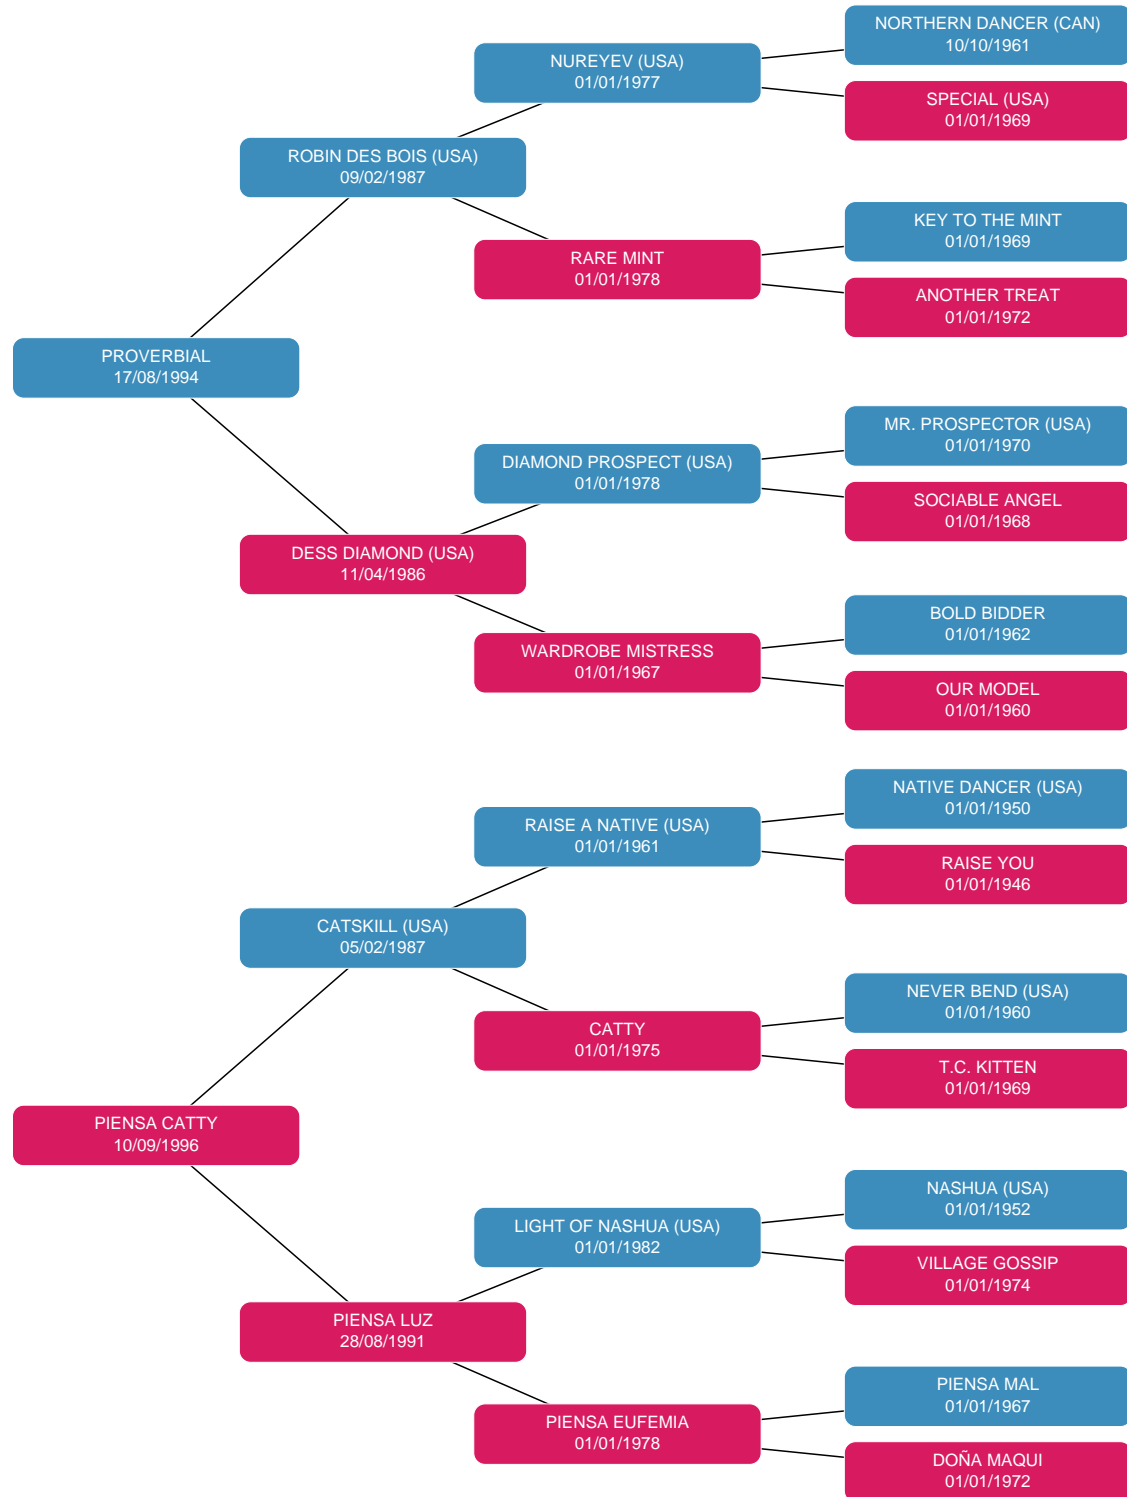 NORTHERN DANCER (CAN)
10/10/1961
NUREYEV (USA)
01/01/1977
SPECIAL (USA)
01/01/1969
ROBIN DES BOIS (USA)
09/02/1987
KEY TO THE MINT
01/01/1969
RARE MINT
01/01/1978
ANOTHER TREAT
01/01/1972
PROVERBIAL
17/08/1994
MR. PROSPECTOR (USA)
01/01/1970
DIAMOND PROSPECT (USA)
01/01/1978
SOCIABLE ANGEL
01/01/1968
DESS DIAMOND (USA)
11/04/1986
BOLD BIDDER
01/01/1962
WARDROBE MISTRESS
01/01/1967
OUR MODEL
01/01/1960
NATIVE DANCER (USA)
01/01/1950
RAISE A NATIVE (USA)
01/01/1961
RAISE YOU
01/01/1946
CATSKILL (USA)
05/02/1987
NEVER BEND (USA)
01/01/1960
CATTY
01/01/1975
T.C. KITTEN
01/01/1969
PIENSA CATTY
10/09/1996
NASHUA (USA)
01/01/1952
LIGHT OF NASHUA (USA)
01/01/1982
VILLAGE GOSSIP
01/01/1974
PIENSA LUZ
28/08/1991
PIENSA MAL
01/01/1967
PIENSA EUFEMIA
01/01/1978
DOÑA MAQUI
01/01/1972